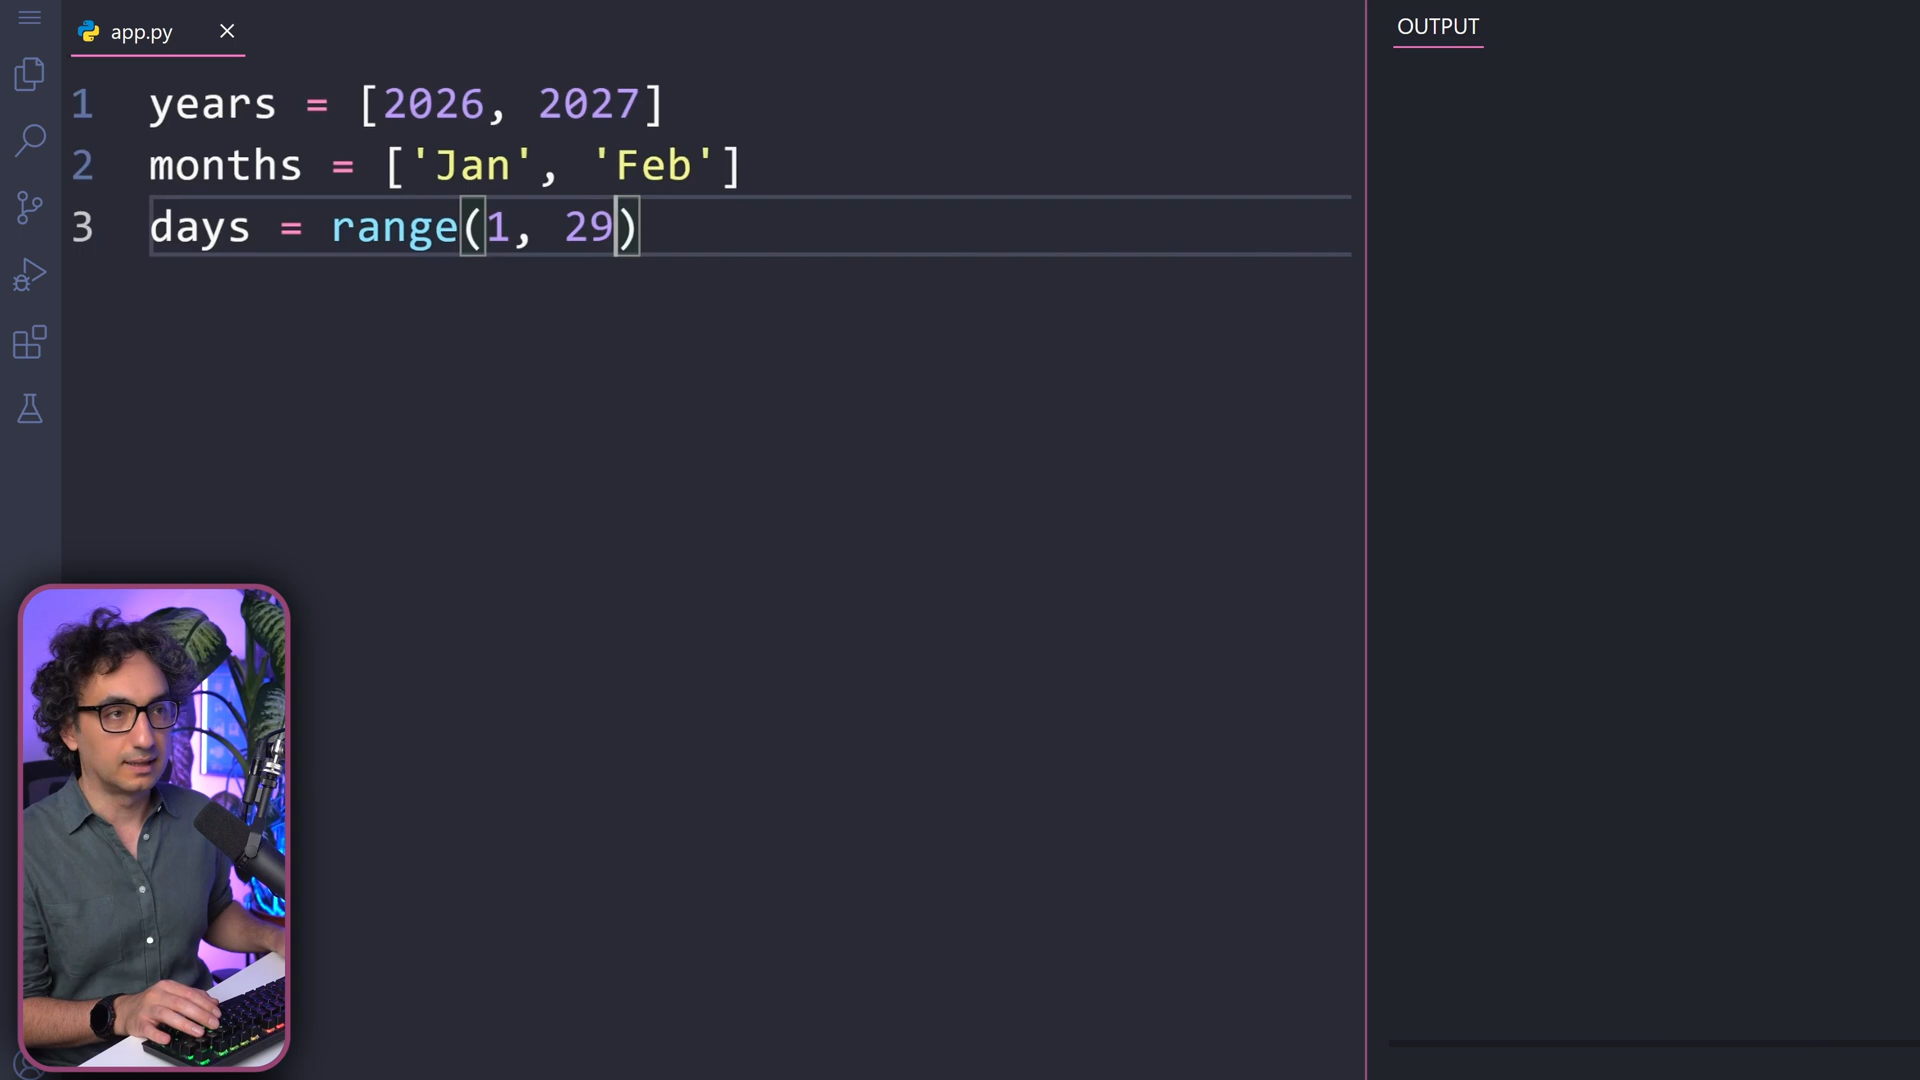 app.py
OUTPUT
1 years = [2026, 2027]
2 months = ['Jan', 'Feb']
3 days = range(1, 29)